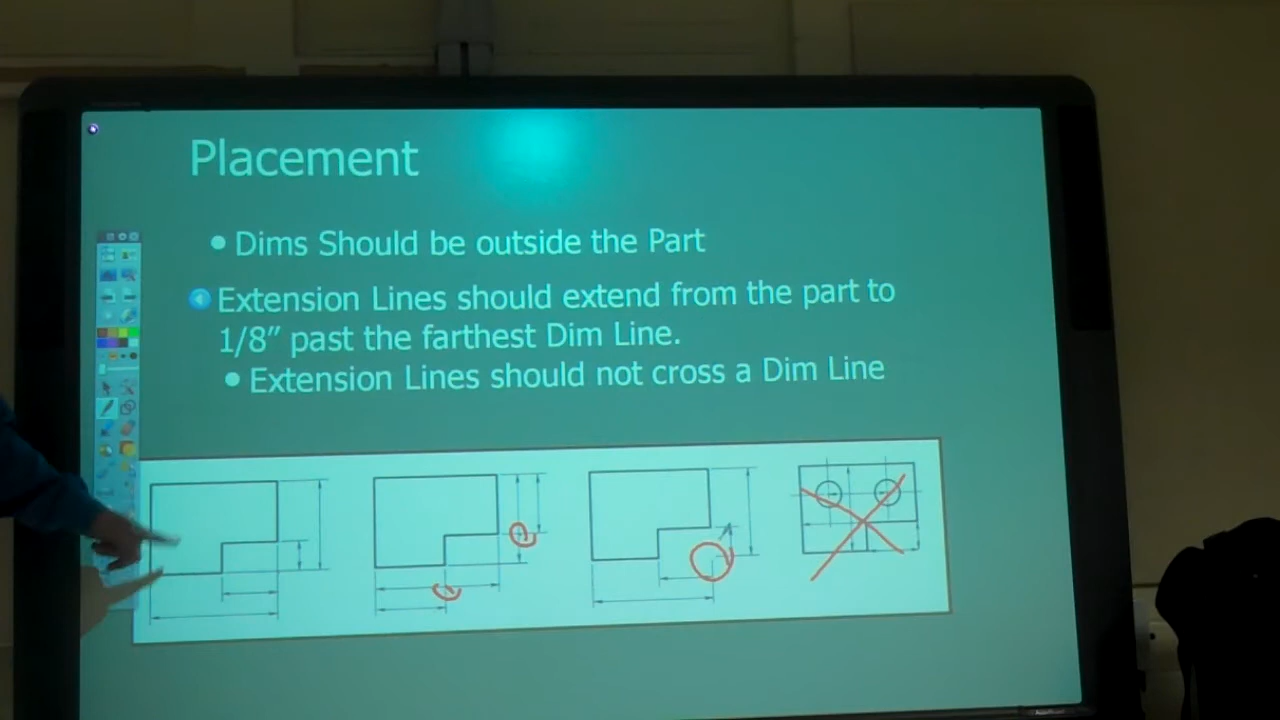 Placement
Dims Should be outside the Part
Extension Lines should extend from the part to
1/8″ past the farthest Dim Line.
Extension Lines should not cross a Dim Line